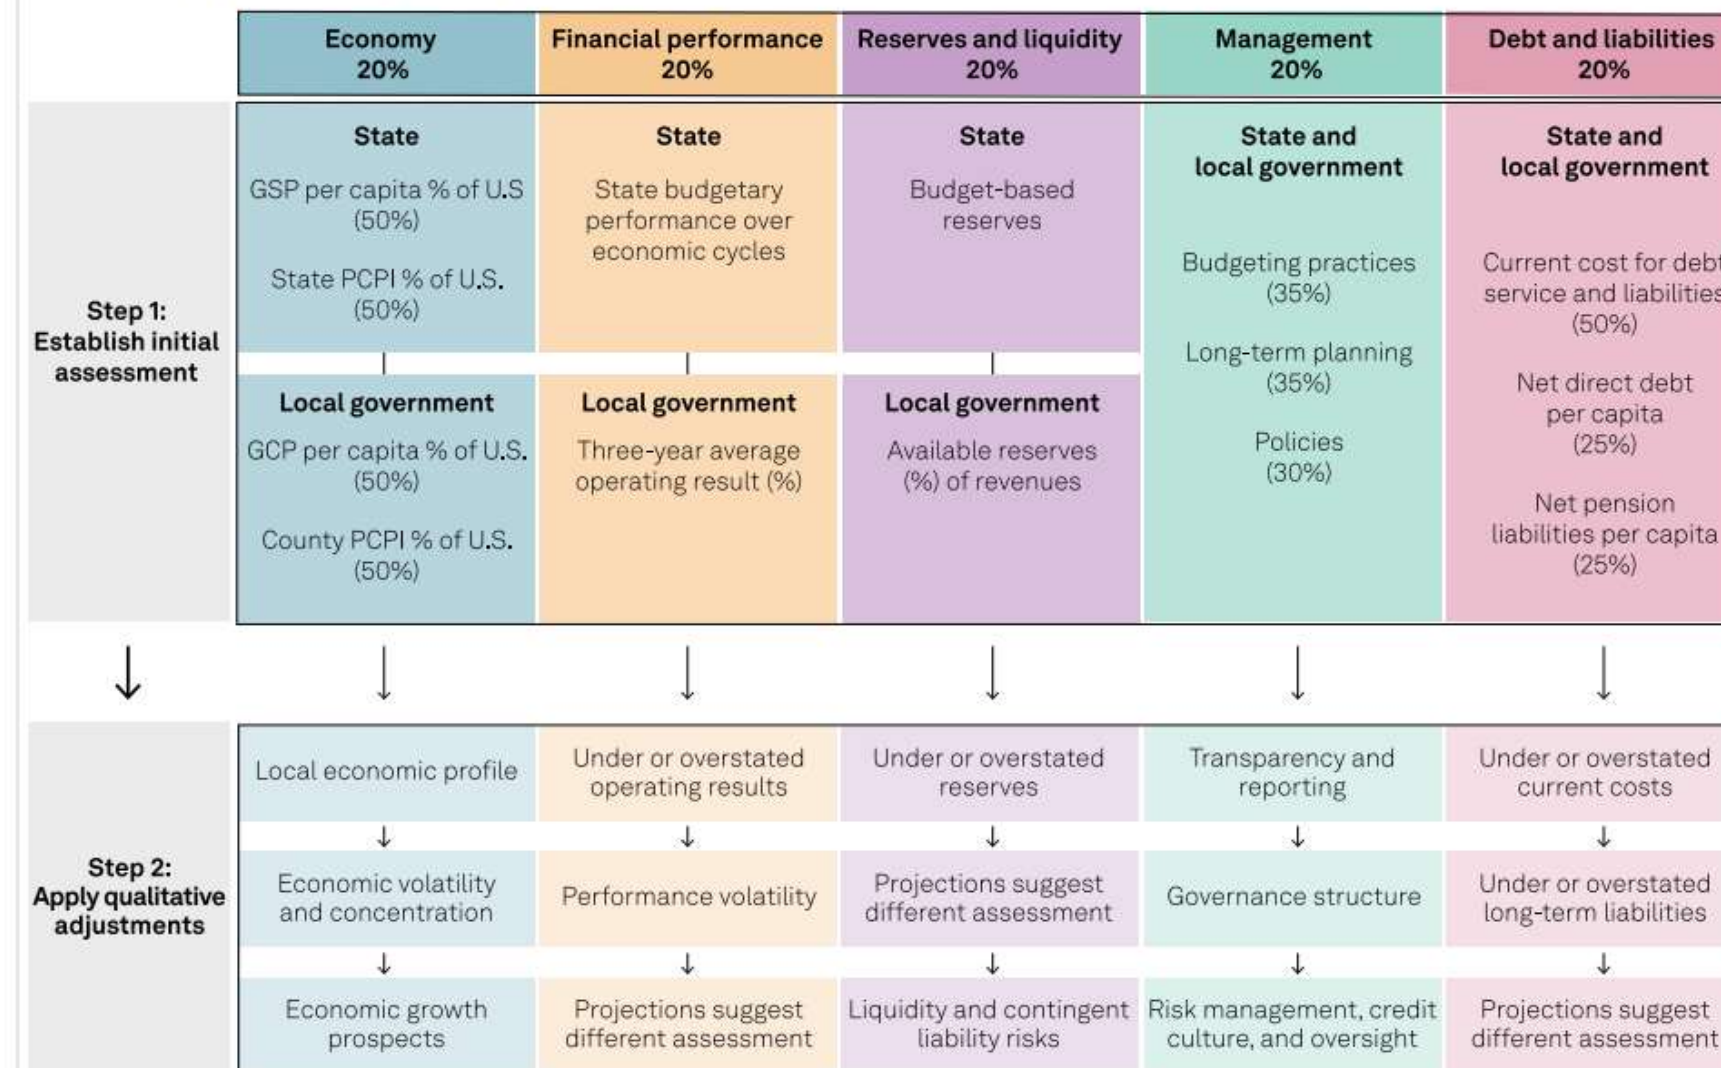 Economy
20%
Financial performance
20%
Reserves and liquidity
20%
Management
20%
Debt and liabilities
20%
Step 1:
Establish initial
assessment
State
GSP per capita % of U.S
(50%)
State PCPI % of U.S.
(50%)
Local government
GCP per capita % of U.S.
(50%)
County PCPI % of U.S.
(50%)
State
State budgetary
performance over
economic cycles
Local government
Three-year average
operating result (%)
State
Budget-based
reserves
Local government
Available reserves
(%) of revenues
State and
local government
Budgeting practices
(35%)
Long-term planning
(35%)
Policies
(30%)
State and
local government
Current cost for debt
service and liabilities
(50%)
Net direct debt
per capita
(25%)
Net pension
liabilities per capita
(25%)
Step 2:
Apply qualitative
adjustments
Local economic profile
Economic volatility
and concentration
Economic growth
prospects
Under or overstated
operating results
Performance volatility
Projections suggest
different assessment
Under or overstated
reserves
Projections suggest
different assessment
Liquidity and contingent
liability risks
Transparency and
reporting
Governance structure
Risk management, credit
culture, and oversight
Under or overstated
current costs
Under or overstated
long-term liabilities
Projections suggest
different assessment